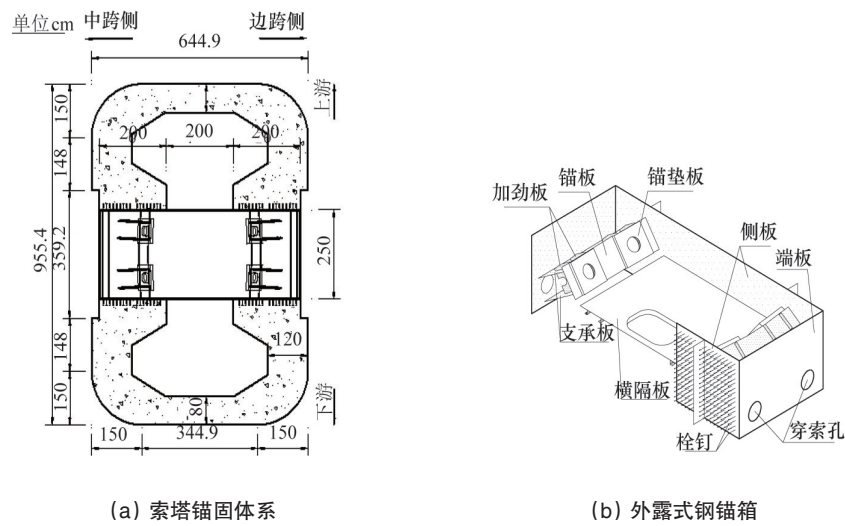 单位cm
中跨侧
边跨侧
644.9
150
148
955.4
359.2
148
150
200
200
200
上游
250
120
80
下游
150
344.9
150
加劲板
锚板
锚垫板
侧板
端板
支承板
横隔板
栓钉
穿索孔
(a) 索塔锚固体系
(b) 外露式钢锚箱